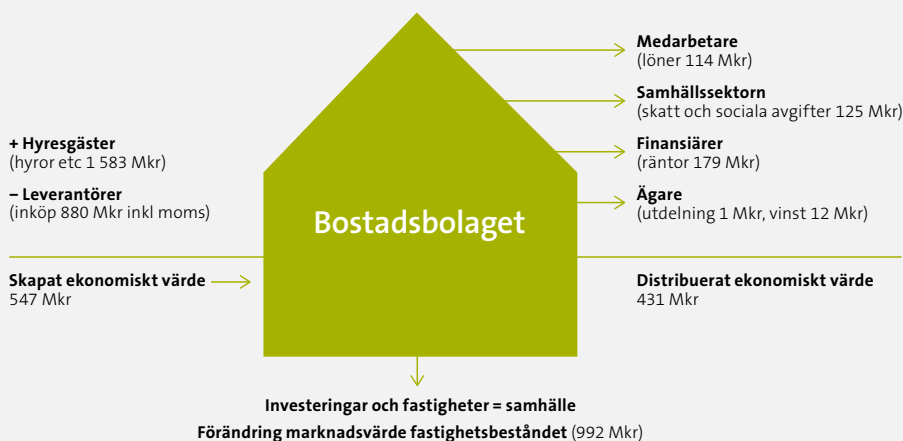 + Hyresgäster
(hyror etc 1 583 Mkr)
– Leverantörer
(inköp 880 Mkr inkl moms)
Skapat ekonomiskt värde
547 Mkr
Bostadsbolaget
Medarbetare
(löner 114 Mkr)
Samhällssektorn
(skatt och sociala avgifter 125 Mkr)
Finansiärer
(räntor 179 Mkr)
Ägare
(utdelning 1 Mkr, vinst 12 Mkr)
Distribuerat ekonomiskt värde
431 Mkr
Investeringar och fastigheter = samhälle
Förändring marknadsvärde fastighetsbeståndet (992 Mkr)